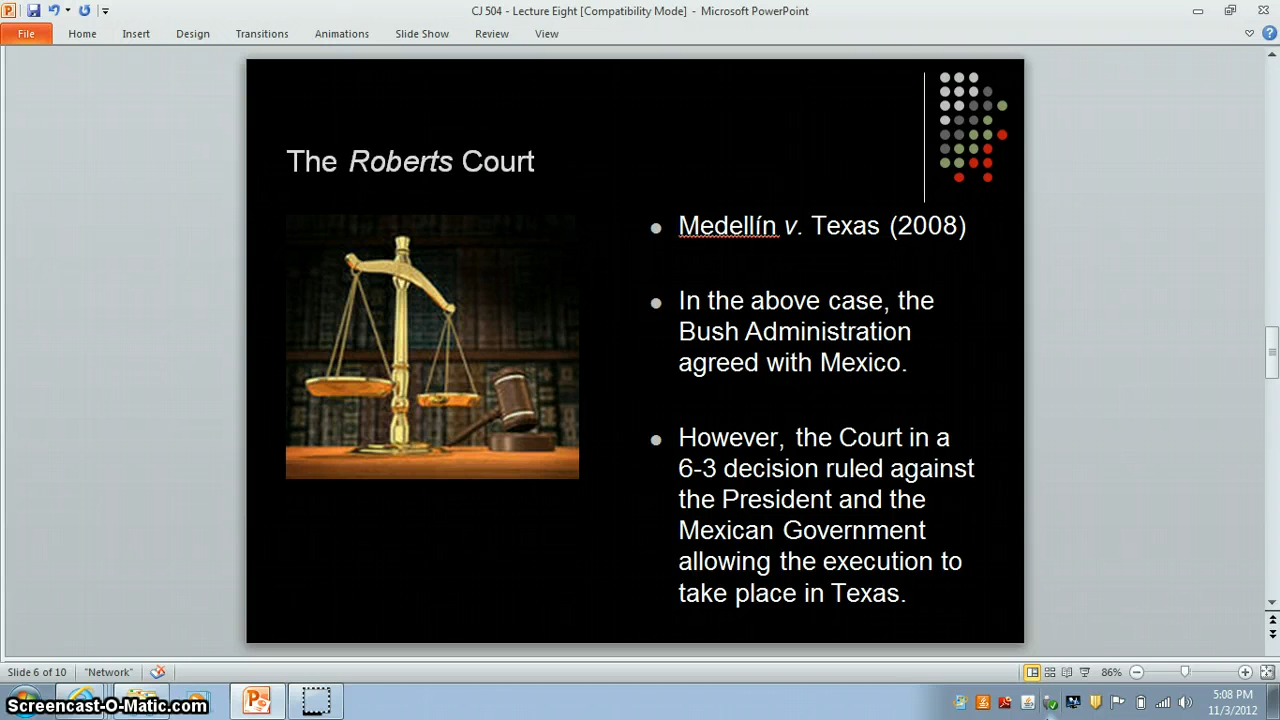 CJ 504 - Lecture Eight [Compatibility Mode] - Microsoft PowerPoint
File Home Insert Design Transitions Animations Slide Show Review View
The Roberts Court
• Medellín v. Texas (2008)
• In the above case, the
Bush Administration
agreed with Mexico.
• However, the Court in a
6-3 decision ruled against
the President and the
Mexican Government
allowing the execution to
take place in Texas.
Slide 6 of 10 "Network" 86%
Screencast-O-Matic.com
5:08 PM
11/3/2012